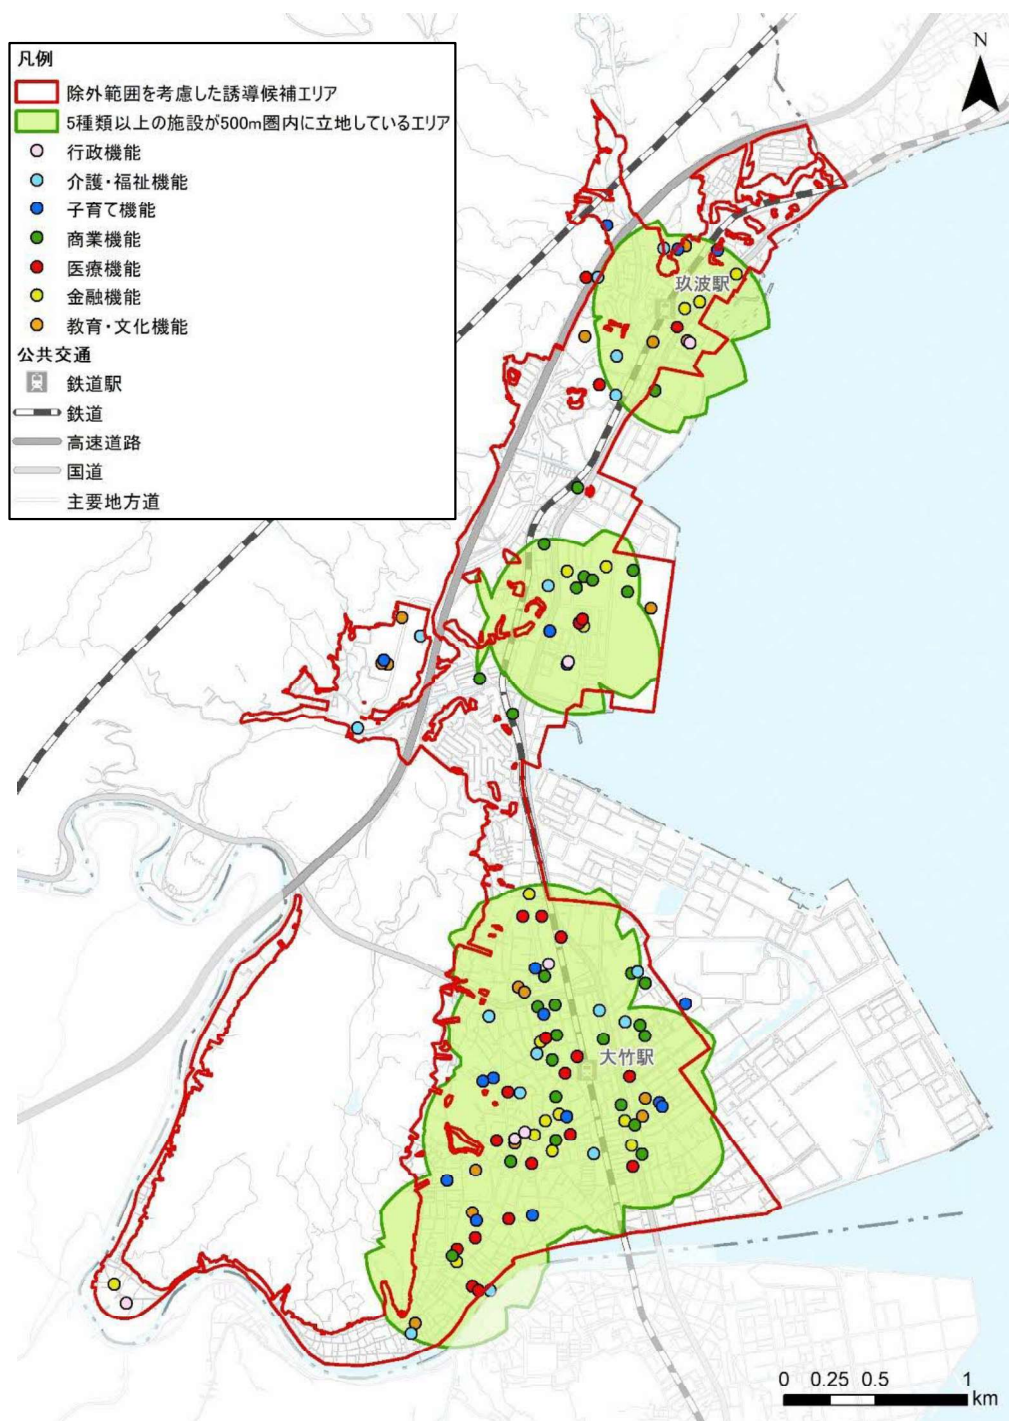 凡例
除外範囲を考慮した誘導候補エリア
5種類以上の施設が500m圏内に立地しているエリア
行政機能
介護・福祉機能
子育て機能
商業機能
医療機能
金融機能
教育・文化機能
公共交通
鉄道駅
鉄道
高速道路
国道
主要地方道
N
玖波駅
大竹駅
0 0.25 0.5 1
km